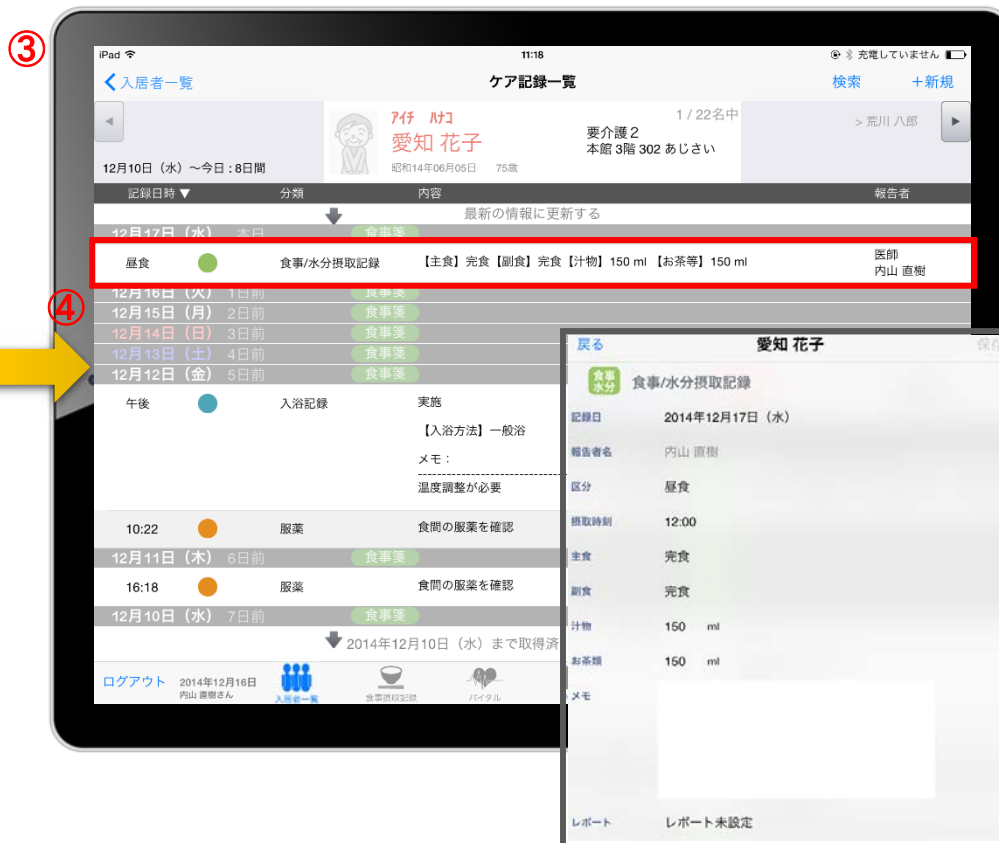 ③
iPad 11:18 充電していません
入居者一覧 ケア記録一覧 検索 +新規
アイチ ハナコ 1 / 22名中
愛知 花子 要介護2 > 荒川 八郎
本館 3階 302 あじさい
12月10日（水）～今日 : 8日間 昭和14年06月05日 75歳
記録日時▼ 分類 内容 報告者
最新の情報に更新する
12月17日（水） 本日 食事箋
昼食 食事/水分摂取記録 【主食】完食【副食】完食【汁物】150 ml 【お茶等】150 ml 医師
内山 直樹
12月16日（火） 1日前 食事箋
④
12月15日（月） 2日前 食事箋
12月14日（日） 3日前 食事箋
12月13日（土） 4日前 食事箋
12月12日（金） 5日前 食事箋
午後 入浴記録 実施
【入浴方法】一般浴
メモ：
温度調整が必要
10:22 服薬 食間の服薬を確認
12月11日（木） 6日前 食事箋
16:18 服薬 食間の服薬を確認
12月10日（水） 7日前 食事箋
2014年12月10日（水）まで取得済
ログアウト 2014年12月16日
内山 直樹さん
入居者一覧 食事摂取記録 バイタル
戻る 愛知 花子 保存
食事
水分 食事/水分摂取記録
記録日 2014年12月17日（水）
報告者名 内山 直樹
区分 昼食
摂取時刻 12:00
主食 完食
副食 完食
汁物 150 ml
お茶類 150 ml
メモ
レポート レポート未設定